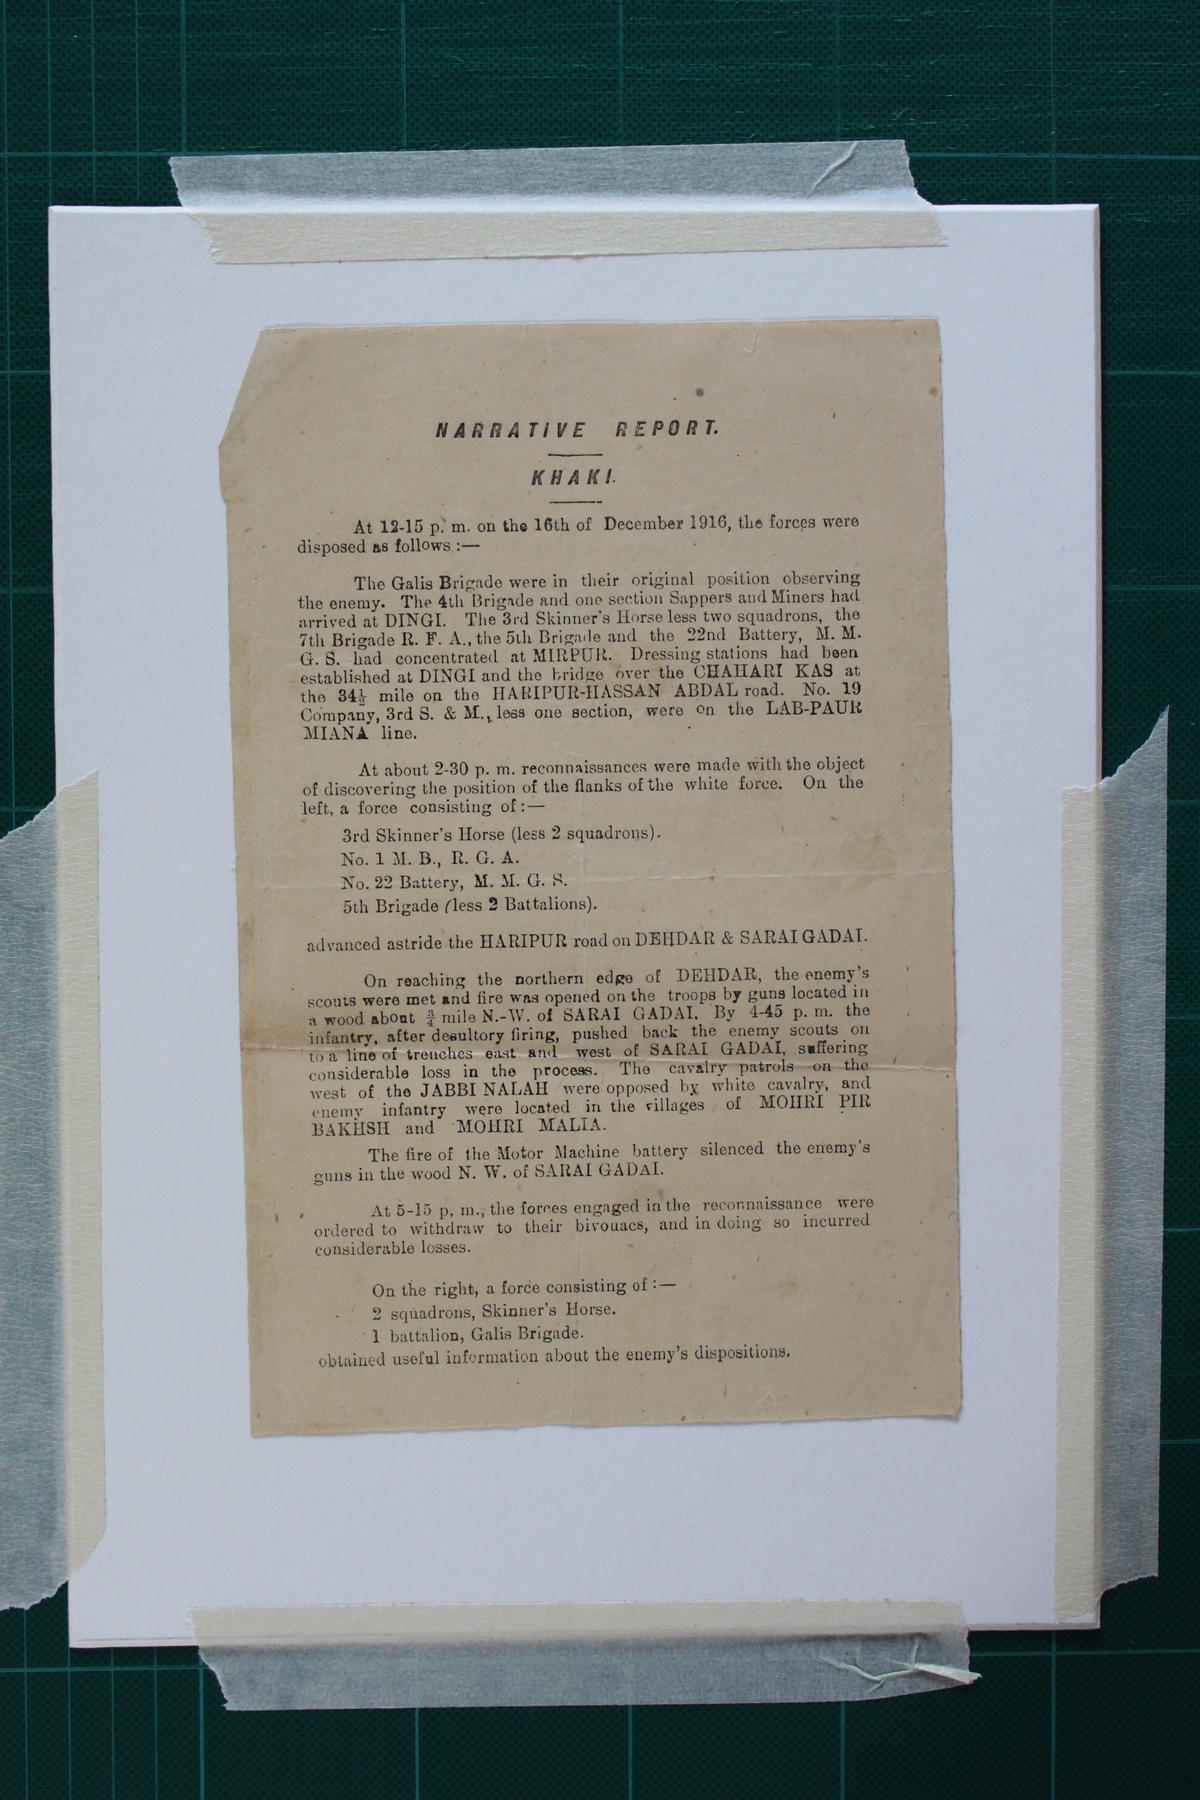 NARRATIVE REPORT.
KHAKI.
At 12-15 p. m. on the 16th of December 1916, the forces were
disposed as follows :—
The Galis Brigade were in their original position observing
the enemy. The 4th Brigade and one section Sappers and Miners had
arrived at DINGI. The 3rd Skinner's Horse less two squadrons, the
7th Brigade R. F. A., the 5th Brigade and the 22nd Battery, M. M.
G. S. had concentrated at MIRPUR. Dressing stations had been
established at DINGI and the bridge over the CHAHARI KAS at
the 34½ mile on the HARIPUR-HASSAN ABDAL road. No. 19
Company, 3rd S. & M., less one section, were on the LAB-PAUR
MIANA line.
At about 2-30 p. m. reconnaissances were made with the object
of discovering the position of the flanks of the white force. On the
left, a force consisting of :—
3rd Skinner's Horse (less 2 squadrons).
No. 1 M. B., R. G. A.
No. 22 Battery, M. M. G. S.
5th Brigade (less 2 Battalions).
advanced astride the HARIPUR road on DEHDAR & SARAI GADAI.
On reaching the northern edge of DEHDAR, the enemy's
scouts were met and fire was opened on the troops by guns located in
a wood about ¾ mile N.-W. of SARAI GADAI. By 4-45 p. m. the
infantry, after desultory firing, pushed back the enemy scouts on
to a line of trenches east and west of SARAI GADAI, suffering
considerable loss in the process. The cavalry patrols on the
west of the JABBI NALAH were opposed by white cavalry, and
enemy infantry were located in the villages of MOHRI PIR
BAKHSH and MOHRI MALIA.
The fire of the Motor Machine battery silenced the enemy's
guns in the wood N. W. of SARAI GADAI.
At 5-15 p, m., the forces engaged in the reconnaissance were
ordered to withdraw to their bivouacs, and in doing so incurred
considerable losses.
On the right, a force consisting of :—
2 squadrons, Skinner's Horse.
1 battalion, Galis Brigade.
obtained useful information about the enemy's dispositions.